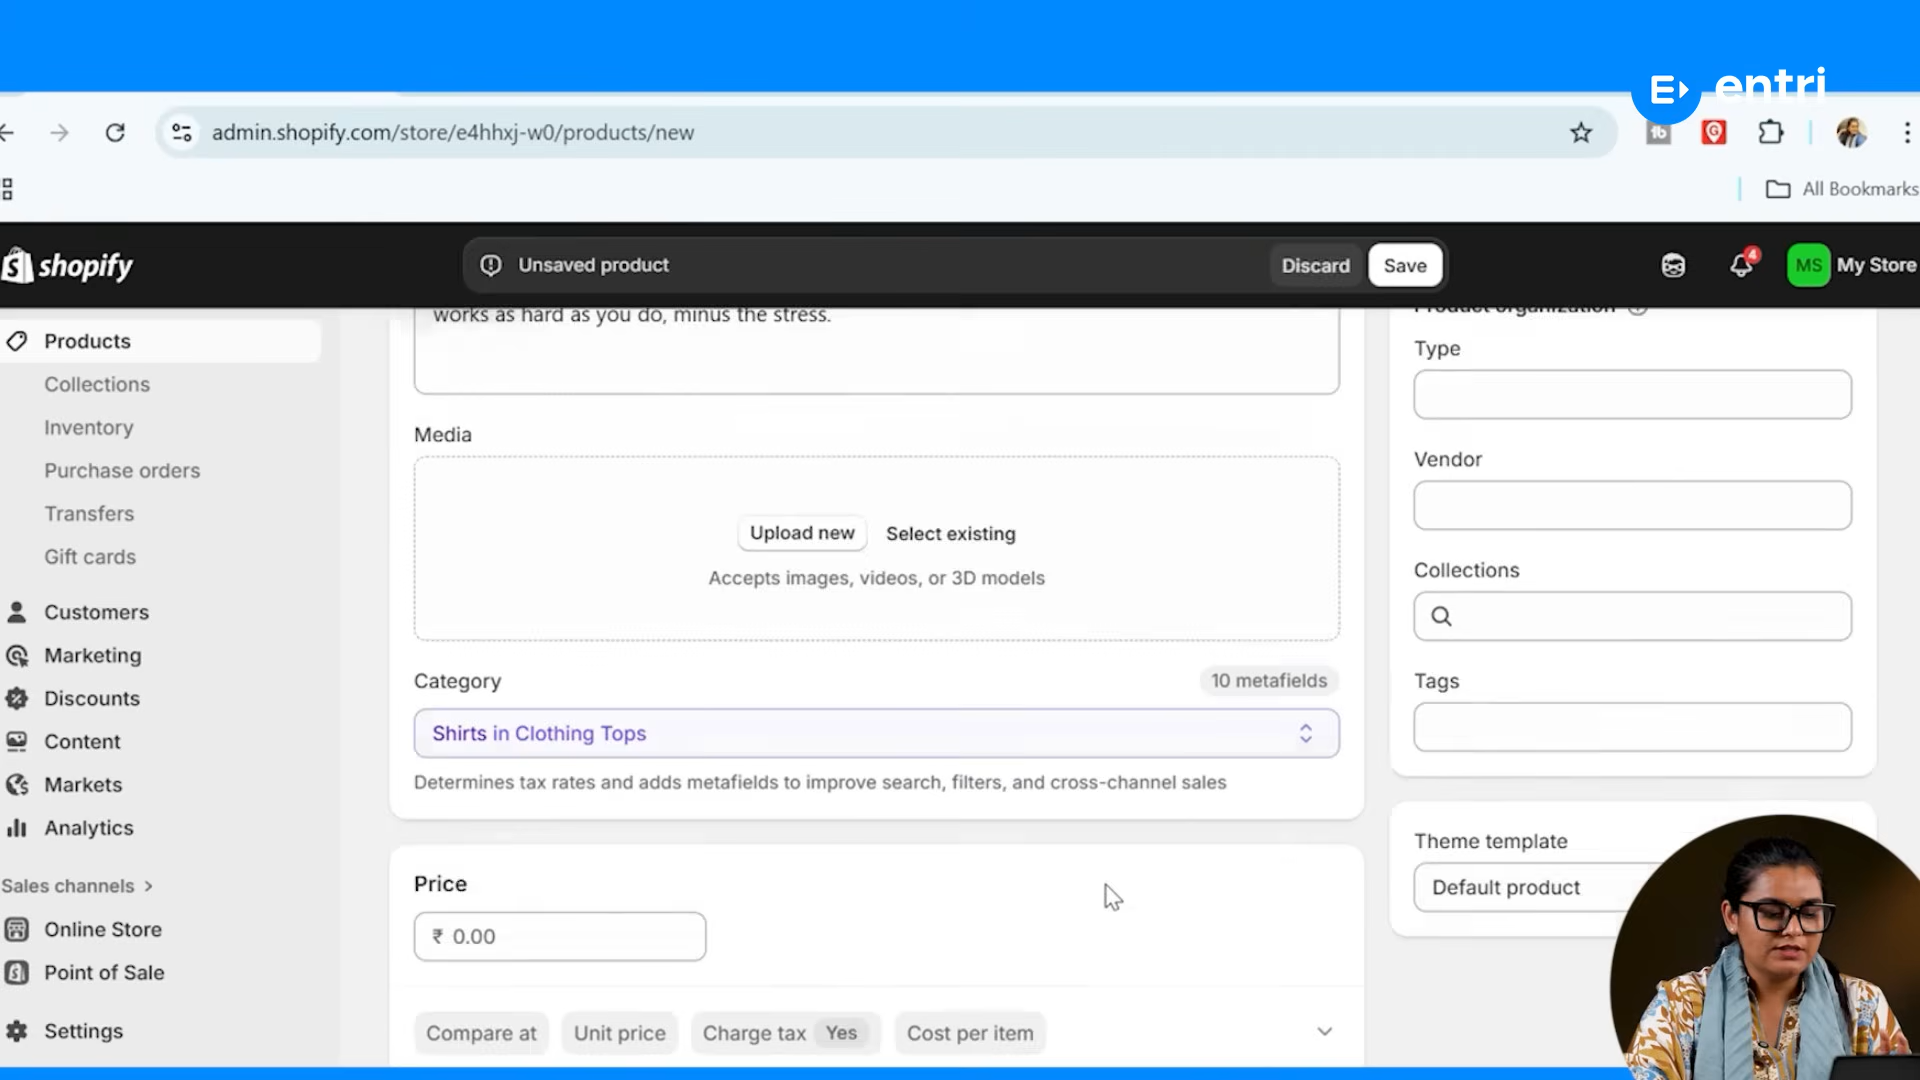 entri
admin.shopify.com/store/e4hhxj-w0/products/new
All Bookmarks
shopify
Unsaved product
Discard
Save
4
MS
My Store
Products
Collections
Inventory
Purchase orders
Transfers
Gift cards
Customers
Marketing
Discounts
Content
Markets
Analytics
Sales channels
Online Store
Point of Sale
Settings
works as hard as you do, minus the stress.
Media
Upload new
Select existing
Accepts images, videos, or 3D models
Category
10 metafields
Shirts in Clothing Tops
Determines tax rates and adds metafields to improve search, filters, and cross-channel sales
Price
₹ 0.00
Compare at
Unit price
Charge tax Yes
Cost per item
Product organization
Type
Vendor
Collections
Tags
Theme template
Default product